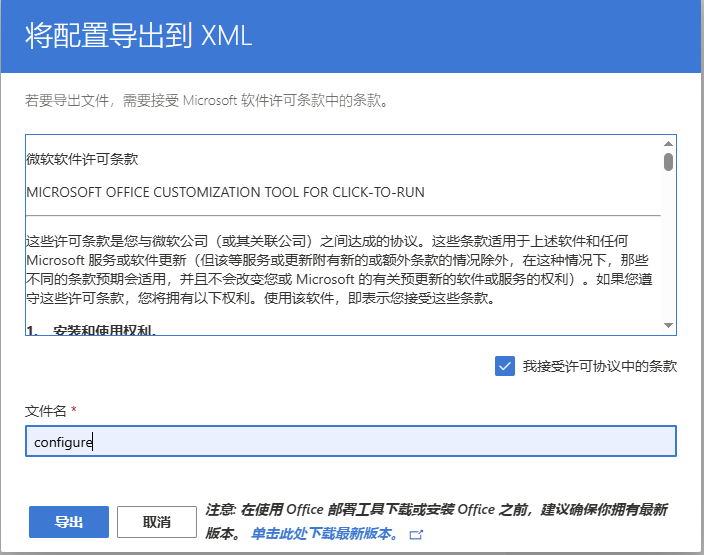 将配置导出到 XML
若要导出文件，需要接受 Microsoft 软件许可条款中的条款。
微软软件许可条款
MICROSOFT OFFICE CUSTOMIZATION TOOL FOR CLICK-TO-RUN
这些许可条款是您与微软公司（或其关联公司）之间达成的协议。这些条款适用于上述软件和任何
Microsoft 服务或软件更新（但该等服务或更新附有新的或额外条款的情况除外，在这种情况下，那些
不同的条款预期会适用，并且不会改变您或 Microsoft 的有关预更新的软件或服务的权利）。如果您遵
守这些许可条款，您将拥有以下权利。使用该软件，即表示您接受这些条款。
1. 安装和使用权利。
我接受许可协议中的条款
文件名 *
configure
导出
取消
注意: 在使用 Office 部署工具下载或安装 Office 之前，建议确保你拥有最新
版本。 单击此处下载最新版本。